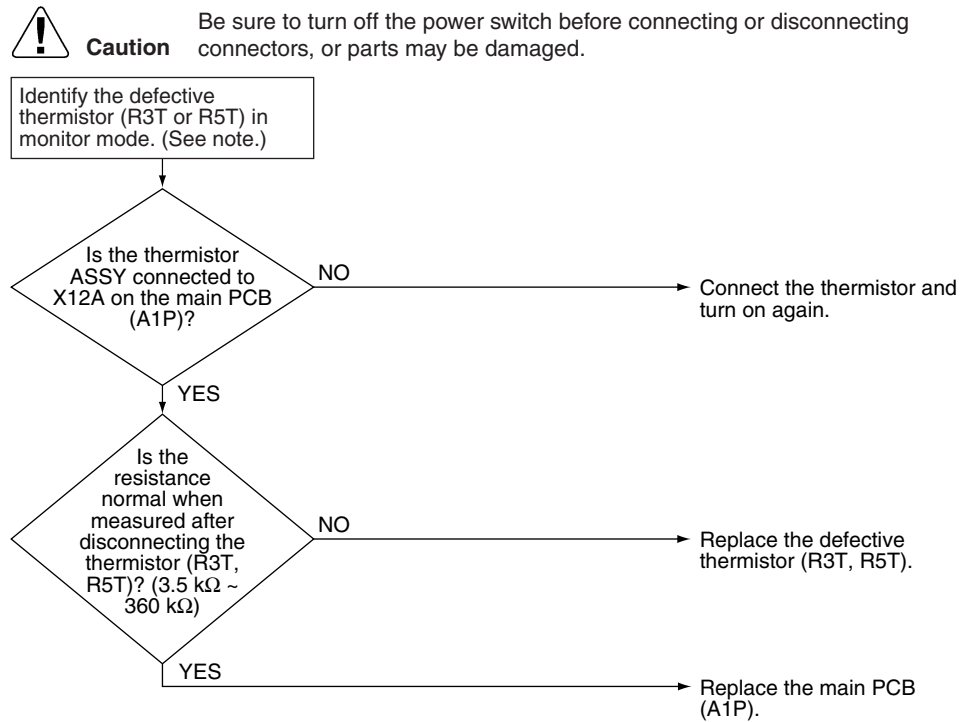 Be sure to turn off the power switch before connecting or disconnecting
Caution connectors, or parts may be damaged.
Identify the defective
thermistor (R3T or R5T) in
monitor mode. (See note.)
Is the thermistor
ASSY connected to
X12A on the main PCB
(A1P)?
NO
Connect the thermistor and
turn on again.
YES
Is the
resistance
normal when
measured after
disconnecting the
thermistor (R3T,
R5T)? (3.5 kΩ ~
360 kΩ)
NO
Replace the defective
thermistor (R3T, R5T).
YES
Replace the main PCB
(A1P).